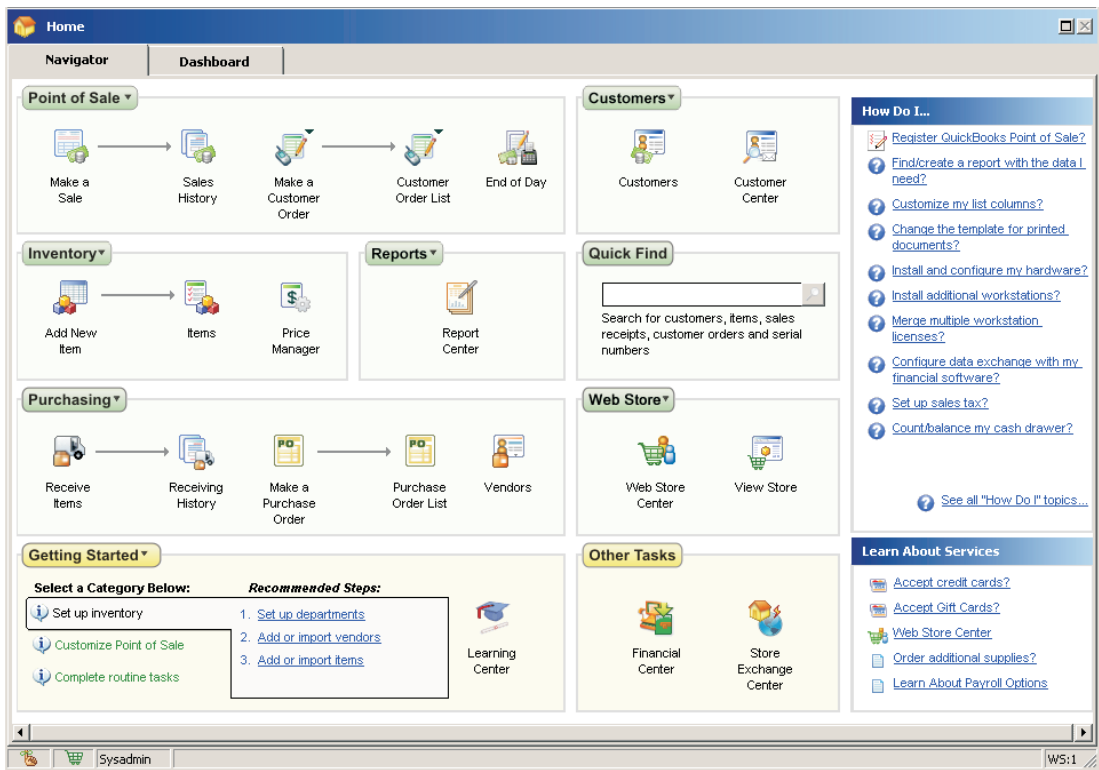 Home
Navigator
Dashboard
Point of Sale
Make a
Sale
Sales
History
Make a
Customer
Order
Customer
Order List
End of Day
Customers
Customers
Customer
Center
Inventory
Add New
Item
Items
$
Price
Manager
Reports
Report
Center
Quick Find
Search for customers, items, sales
receipts, customer orders and serial
numbers
Purchasing
Receive
Items
Receiving
History
PO
Make a
Purchase
Order
PO
Purchase
Order List
Vendors
Web Store
Web Store
Center
View Store
Getting Started
Select a Category Below:
Set up inventory
Customize Point of Sale
Complete routine tasks
Recommended Steps:
1. Set up departments
2. Add or import vendors
3. Add or import items
Learning
Center
Other Tasks
Financial
Center
Store
Exchange
Center
How Do I...
Register QuickBooks Point of Sale?
Find/create a report with the data I
need?
Customize my list columns?
Change the template for printed
documents?
Install and configure my hardware?
Install additional workstations?
Merge multiple workstation
licenses?
Configure data exchange with my
financial software?
Set up sales tax?
Count/balance my cash drawer?
See all "How Do I" topics...
Learn About Services
Accept credit cards?
Accept Gift Cards?
Web Store Center
Order additional supplies?
Learn About Payroll Options
Sysadmin
WS:1